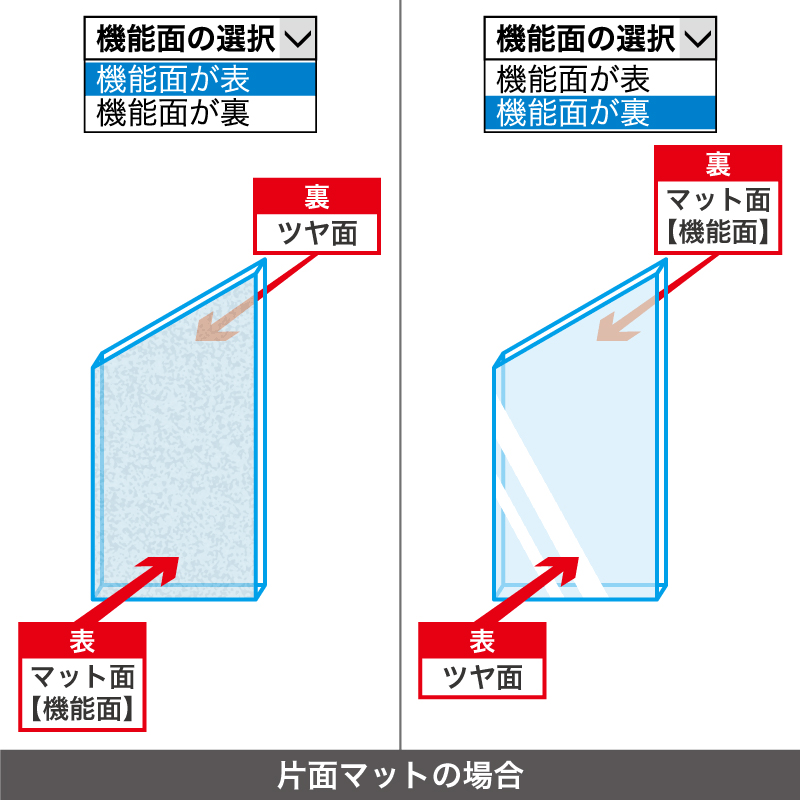 機能面の選択
機能面が表
機能面が裏
裏
ツヤ面
表
マット面
【機能面】
機能面の選択
機能面が表
機能面が裏
裏
マット面
【機能面】
表
ツヤ面
片面マットの場合